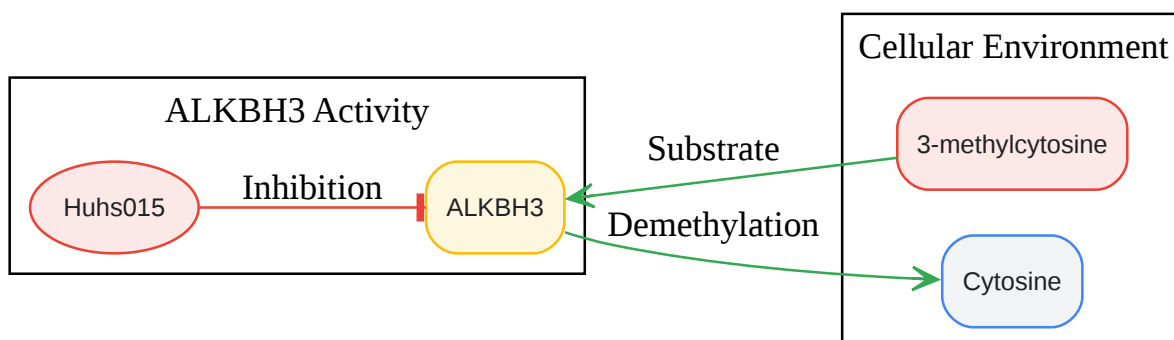 Cellular Environment
ALKBH3 Activity
Huhs015
Inhibition
ALKBH3
Substrate
3-methylcytosine
Demethylation
Cytosine